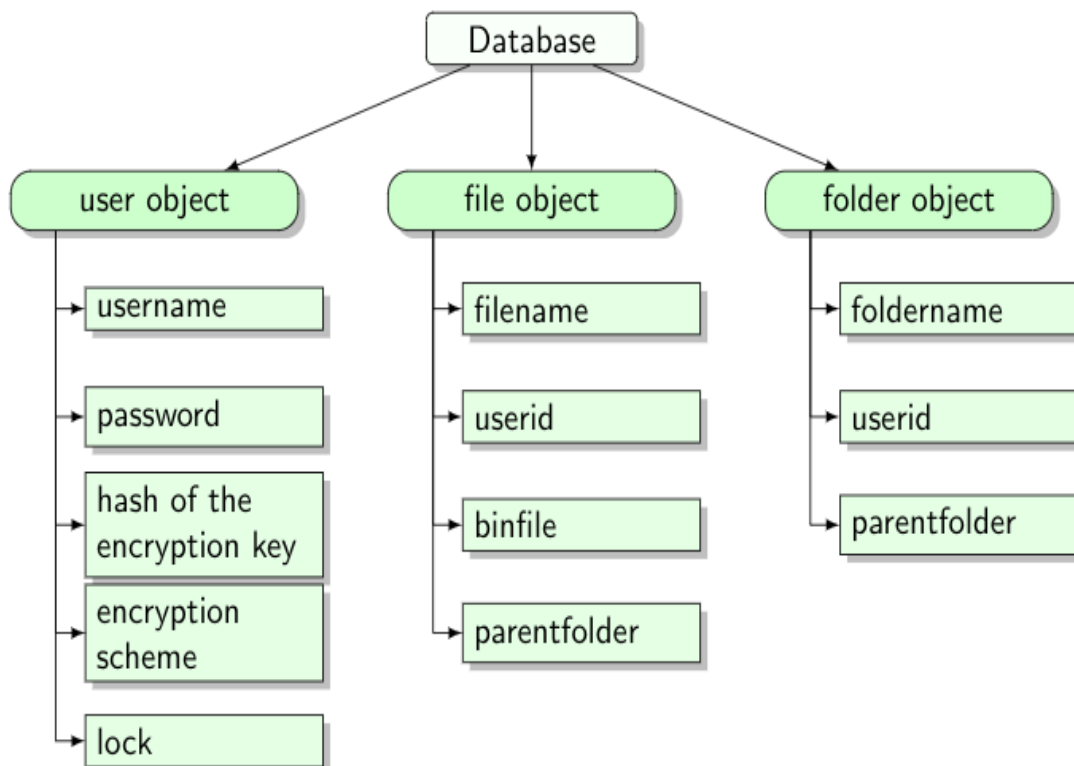 Database
user object
file object
folder object
username
password
hash of the
encryption key
encryption
scheme
lock
filename
userid
binfile
parentfolder
foldername
userid
parentfolder